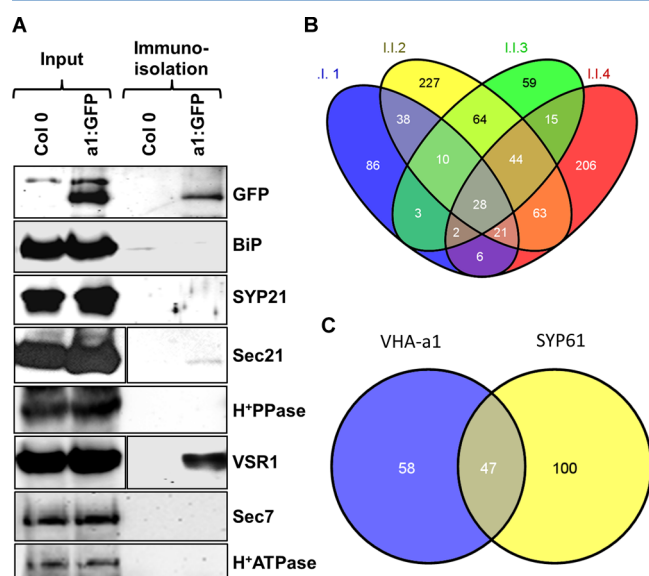 A
Input
Immuno-
isolation
Col 0
a1:GFP
Col 0
a1:GFP
GFP
BiP
SYP21
Sec21
H⁺PPase
VSR1
Sec7
H⁺ATPase
B
.I. 1
I.I.2
I.I.3
I.I.4
227
59
38
64
15
86
10
44
206
28
3
63
2
21
6
C
VHA-a1
SYP61
58
47
100